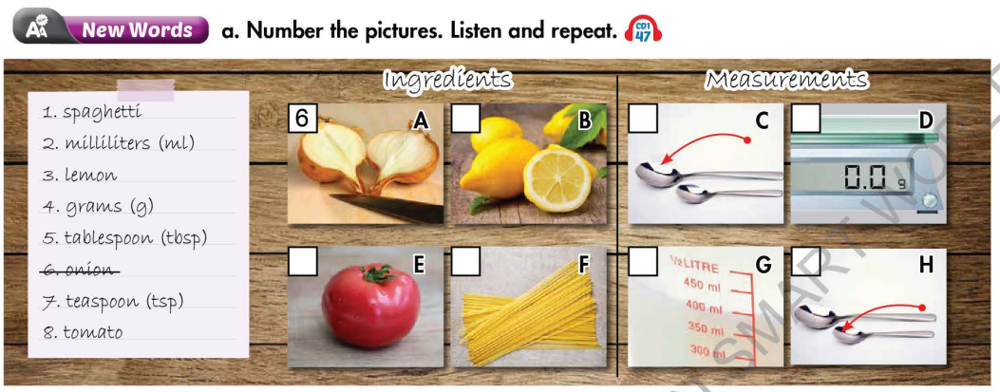 New Words
a. Number the pictures. Listen and repeat.
CD1
47
Ingredients
Measurements
1. spaghetti
2. milliliters (ml)
3. lemon
4. grams (g)
5. tablespoon (tbsp)
6. onion
7. teaspoon (tsp)
8. tomato
6 A
B
C
D
0.0 g
E
F
G
1/2 LITRE
450 ml
400 ml
350 ml
300 ml
H
SMART WO